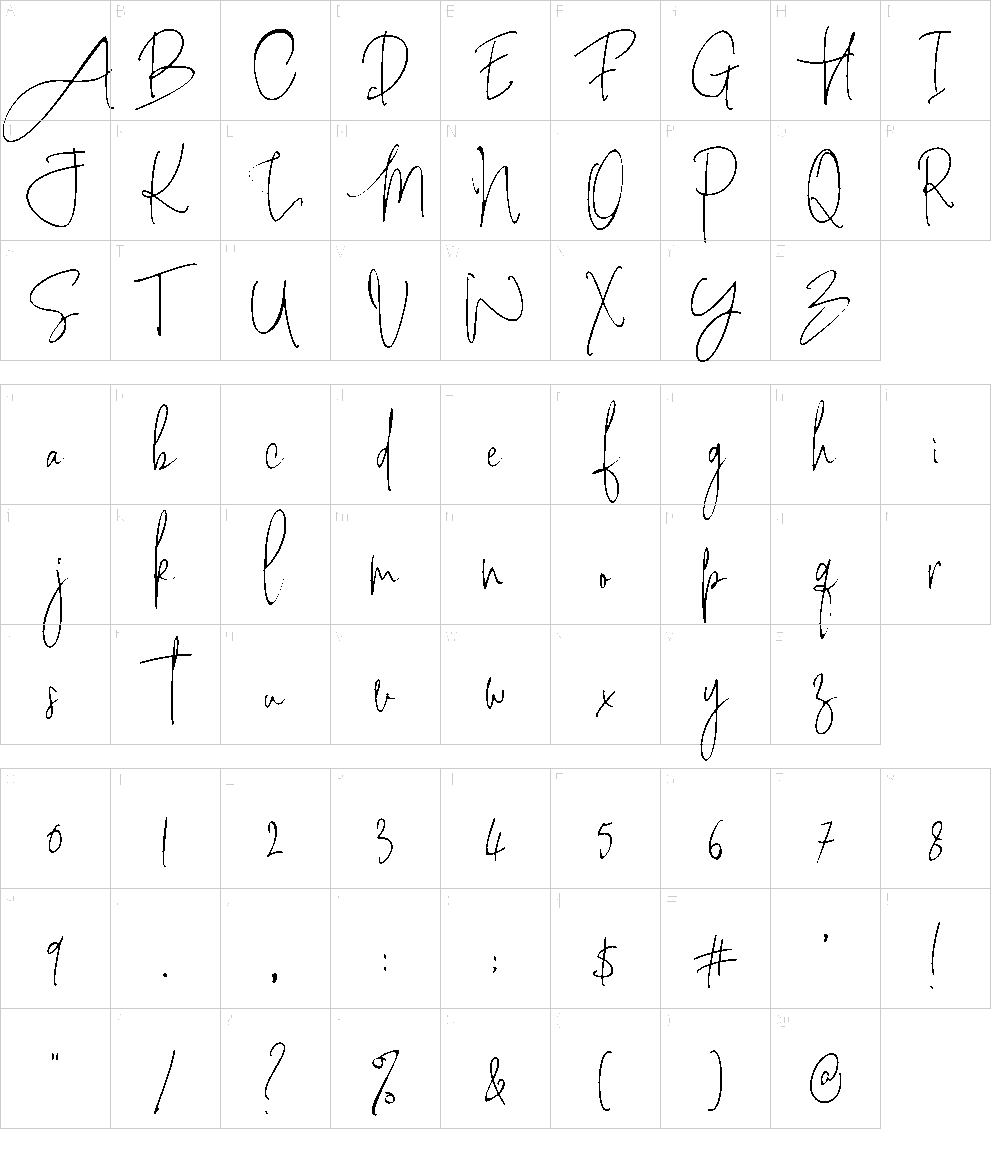 A B C D E F G H I
J K L M N O P Q R
S T U V W X Y Z
a b c d e f g h i
j k l m n o p q r
s t u v w x y z
0 1 2 3 4 5 6 7 8
9 . , : ; $ # ' !
" / ? % & ( ) @